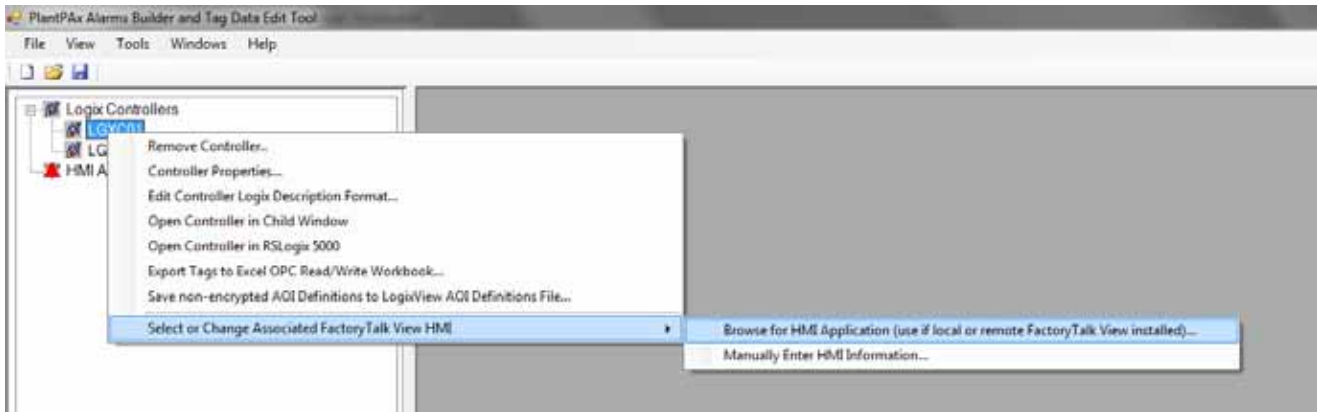 PlantPAx Alarms Builder and Tag Data Edit Tool
File View Tools Windows Help
Logix Controllers
LGXC01
LG
HMI A
Remove Controller..
Controller Properties...
Edit Controller Logix Description Format...
Open Controller in Child Window
Open Controller in RSLogix 5000
Export Tags to Excel OPC Read/Write Workbook...
Save non-encrypted AOI Definitions to LogixView AOI Definitions File...
Select or Change Associated FactoryTalk View HMI
Browse for HMI Application (use if local or remote FactoryTalk View installed)...
Manually Enter HMI Information...